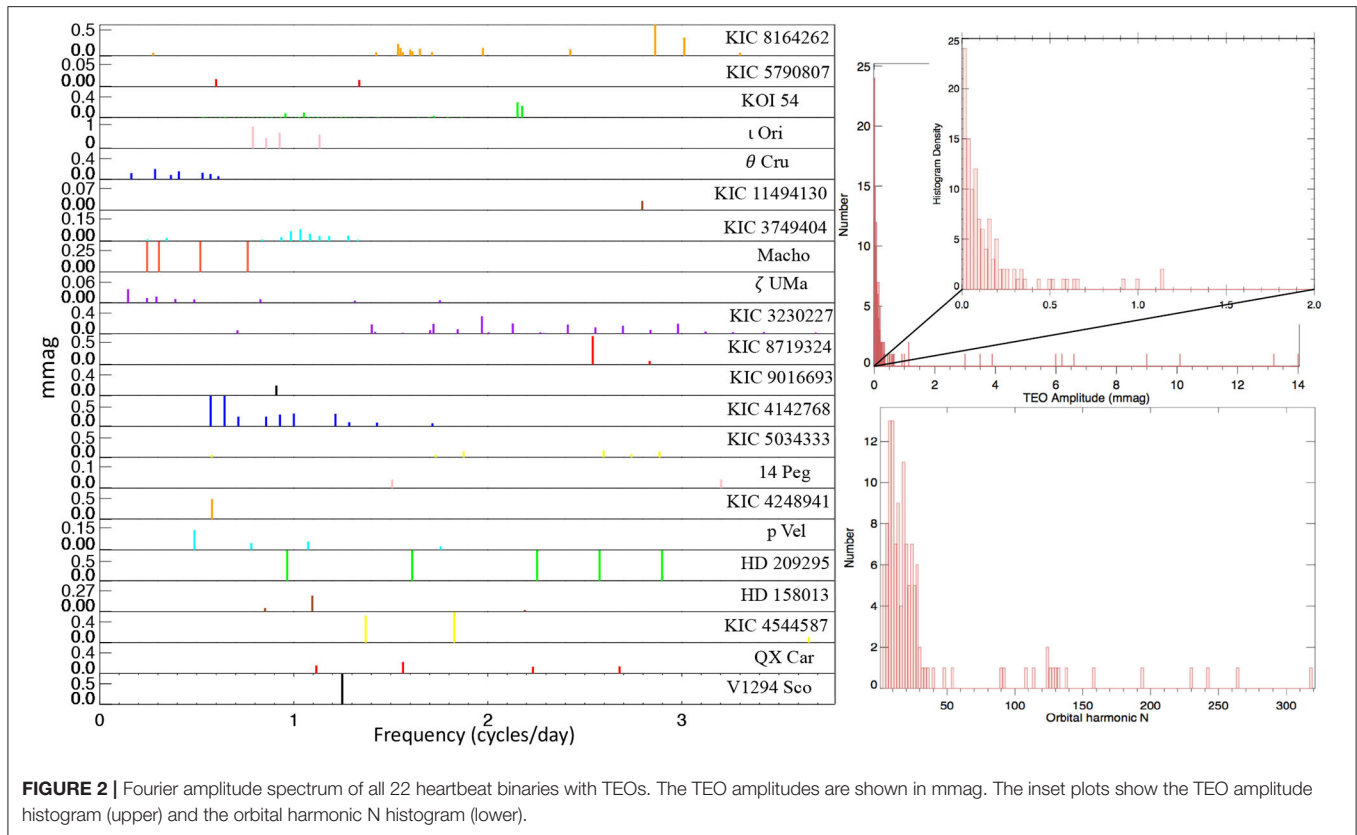 0.5
0.0
KIC 8164262
0.05
0.00
KIC 5790807
0.4
0.0
KOI 54
1
0
ι Ori
0.4
0.0
θ Cru
0.07
0.00
KIC 11494130
0.15
0.00
KIC 3749404
0.25
0.00
Macho
0.06
0.00
ζ UMa
0.4
0.0
KIC 3230227
0.5
0.0
KIC 8719324
0.4
0.0
KIC 9016693
0.5
0.0
KIC 4142768
0.5
0.0
KIC 5034333
0.1
0.0
14 Peg
0.5
0.0
KIC 4248941
0.15
0.00
p Vel
0.5
0.0
HD 209295
0.27
0.00
HD 158013
0.4
0.0
KIC 4544587
0.4
0.0
QX Car
0.5
0.0
V1294 Sco
mmag
0 1 2 3
Frequency (cycles/day)
25
20
15
10
5
0
Number
0 2 4 6 8 10 12 14
TEO Amplitude (mmag)
25
20
15
10
5
0
Histogram Density
0.0 0.5 1.0 1.5 2.0
12
10
8
6
4
2
0
Number
50 100 150 200 250 300
Orbital harmonic N
FIGURE 2 | Fourier amplitude spectrum of all 22 heartbeat binaries with TEOs. The TEO amplitudes are shown in mmag. The inset plots show the TEO amplitude
histogram (upper) and the orbital harmonic N histogram (lower).